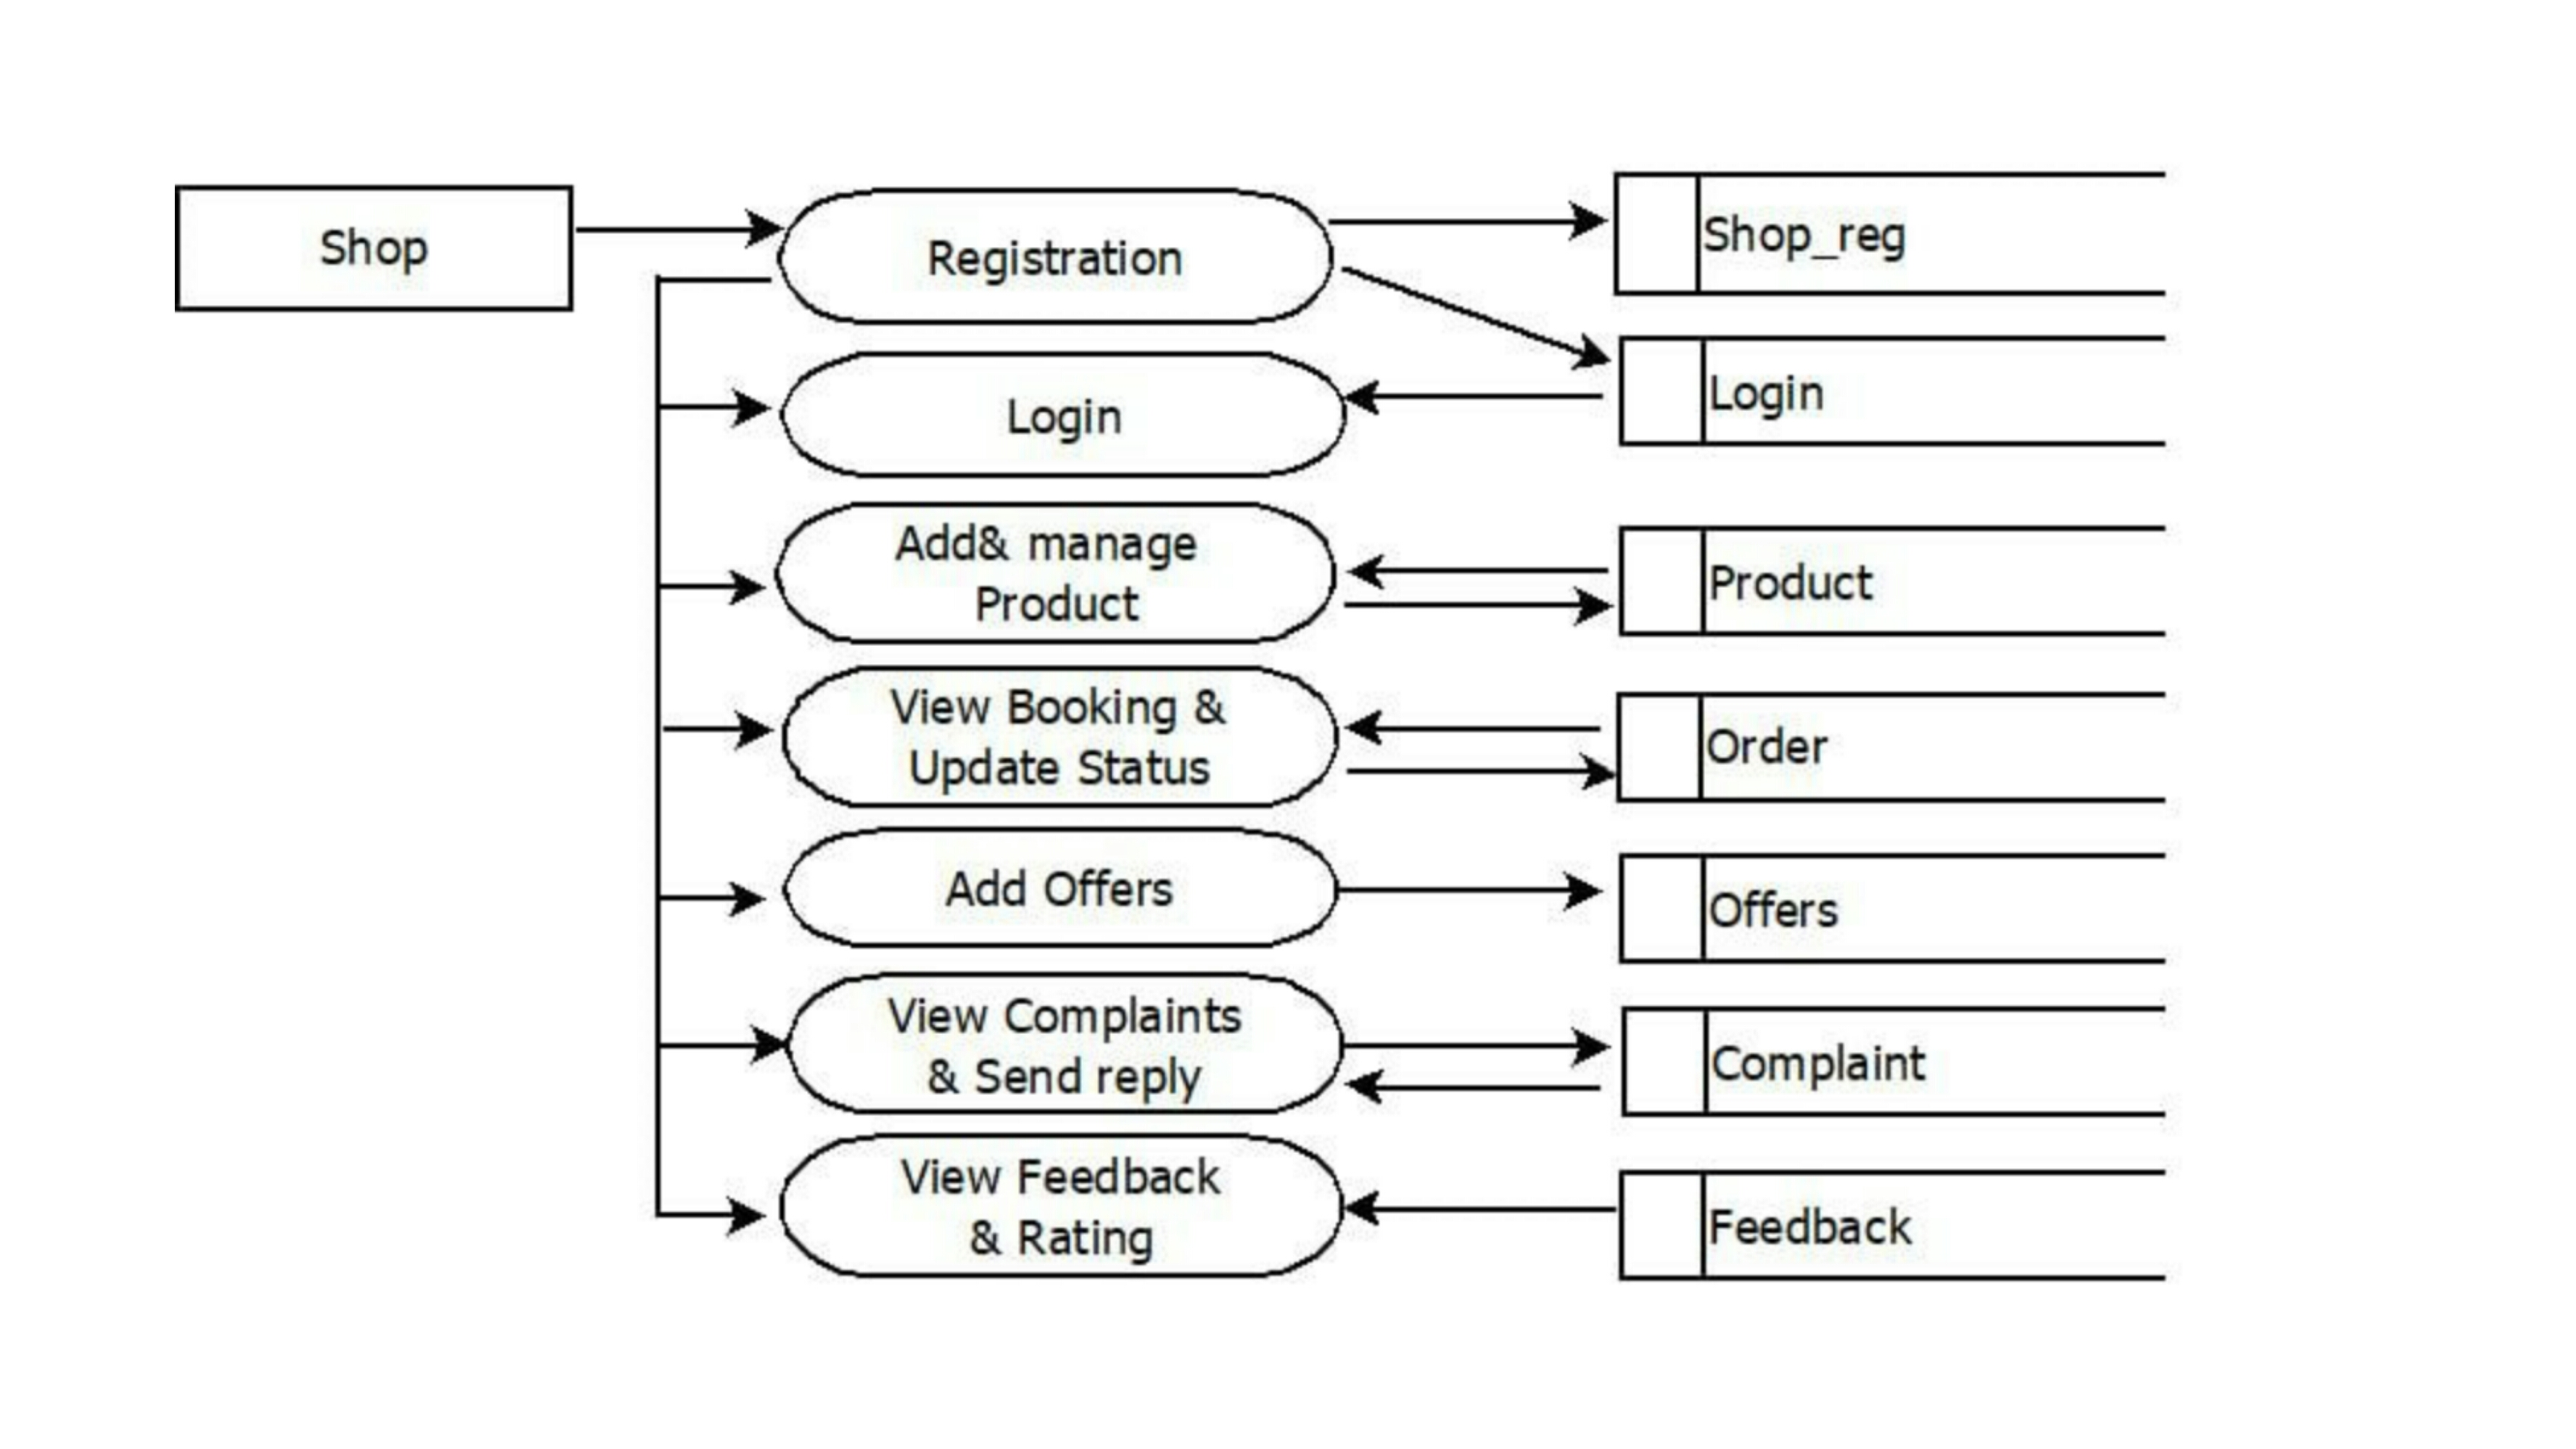 Shop
Registration
Shop_reg
Login
Login
Add& manage
Product
Product
View Booking &
Update Status
Order
Add Offers
Offers
View Complaints
& Send reply
Complaint
View Feedback
& Rating
Feedback